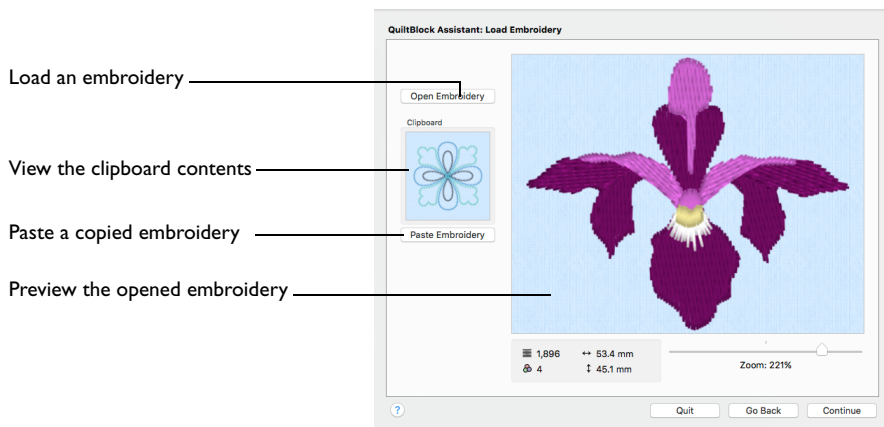 QuiltBlock Assistant: Load Embroidery
Load an embroidery
Open Embroidery
Clipboard
View the clipboard contents
Paste a copied embroidery
Paste Embroidery
Preview the opened embroidery
1,896
53.4 mm
4
45.1 mm
Zoom: 221%
?
Quit
Go Back
Continue